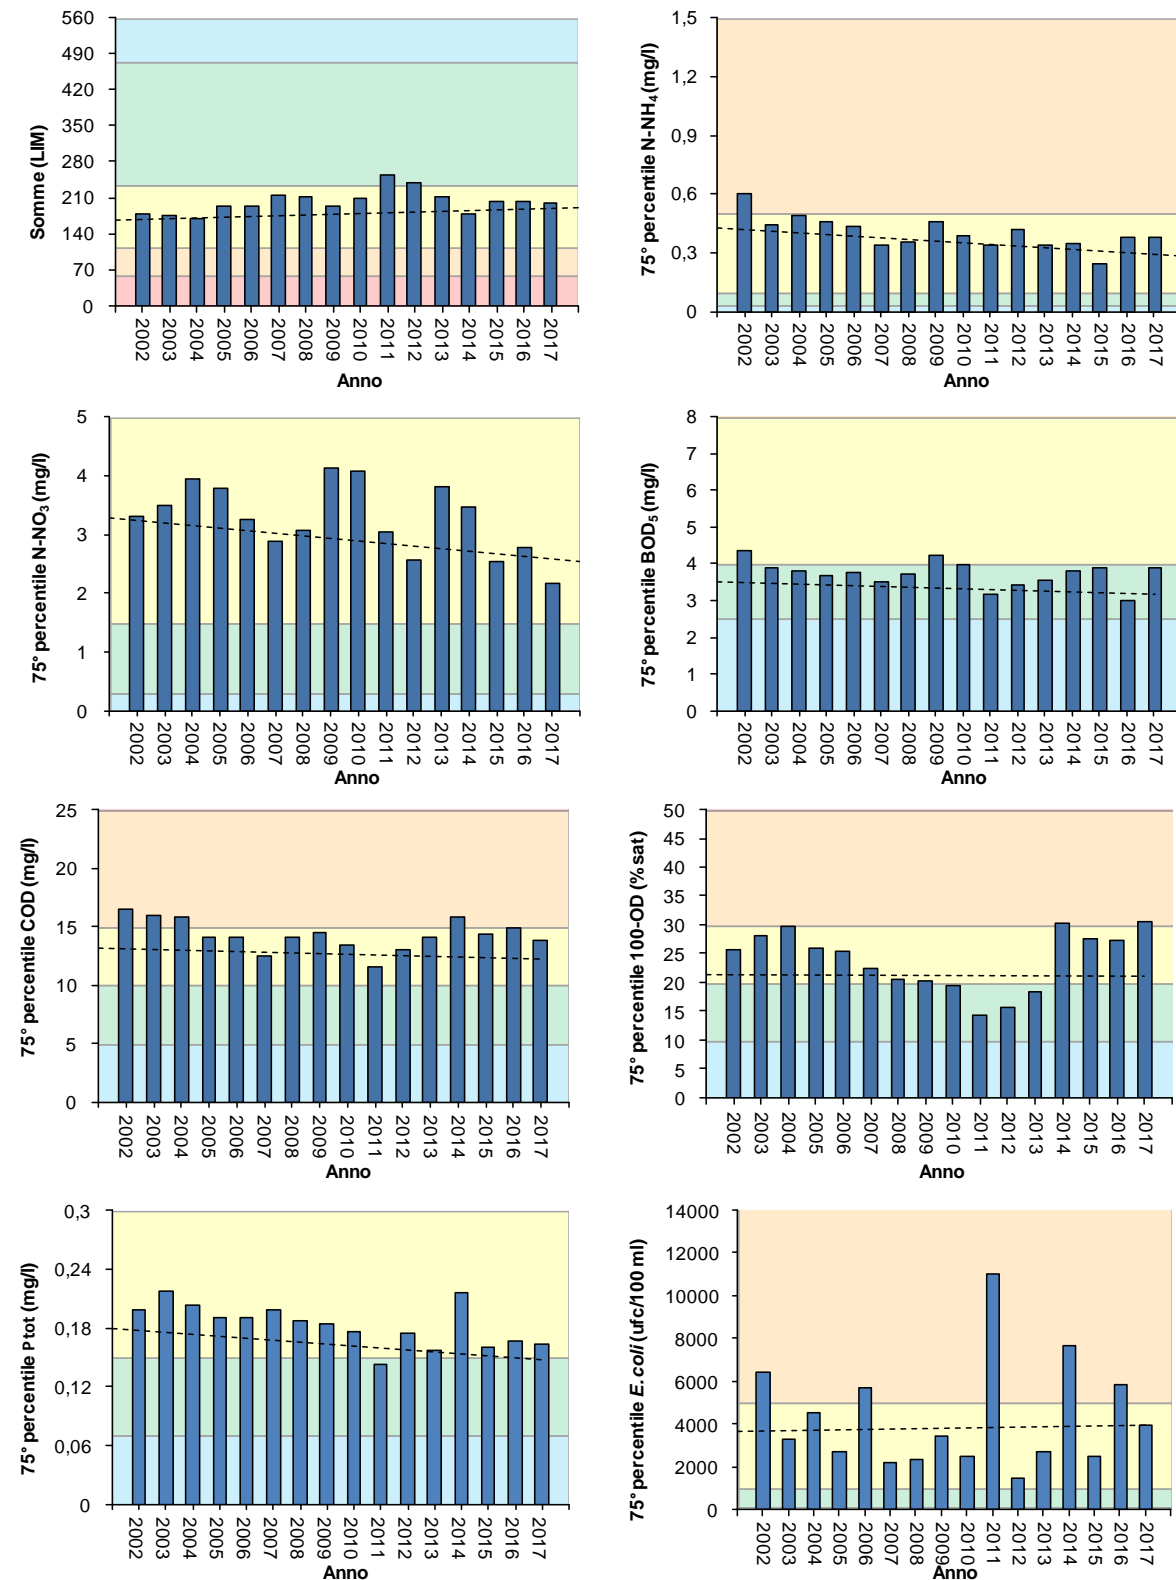 560
490
420
350
280
210
140
70
0
Somme (LIM)
2002 2003 2004 2005 2006 2007 2008 2009 2010 2011 2012 2013 2014 2015 2016 2017
Anno
1,5
1,2
0,9
0,6
0,3
0
75° percentile N-NH₄ (mg/l)
2002 2003 2004 2005 2006 2007 2008 2009 2010 2011 2012 2013 2014 2015 2016 2017
Anno
5
4
3
2
1
0
75° percentile N-NO₃ (mg/l)
2002 2003 2004 2005 2006 2007 2008 2009 2010 2011 2012 2013 2014 2015 2016 2017
Anno
8
7
6
5
4
3
2
1
0
75° percentile BOD₅ (mg/l)
2002 2003 2004 2005 2006 2007 2008 2009 2010 2011 2012 2013 2014 2015 2016 2017
Anno
25
20
15
10
5
0
75° percentile COD (mg/l)
2002 2003 2004 2005 2006 2007 2008 2009 2010 2011 2012 2013 2014 2015 2016 2017
Anno
50
45
40
35
30
25
20
15
10
5
0
75° percentile 100-OD (% sat)
2002 2003 2004 2005 2006 2007 2008 2009 2010 2011 2012 2013 2014 2015 2016 2017
Anno
0,3
0,24
0,18
0,12
0,06
0
75° percentile P tot (mg/l)
2002 2003 2004 2005 2006 2007 2008 2009 2010 2011 2012 2013 2014 2015 2016 2017
Anno
14000
12000
10000
8000
6000
4000
2000
0
75° percentile E.coli (ufc/100 ml)
2002 2003 2004 2005 2006 2007 2008 2009 2010 2011 2012 2013 2014 2015 2016 2017
Anno